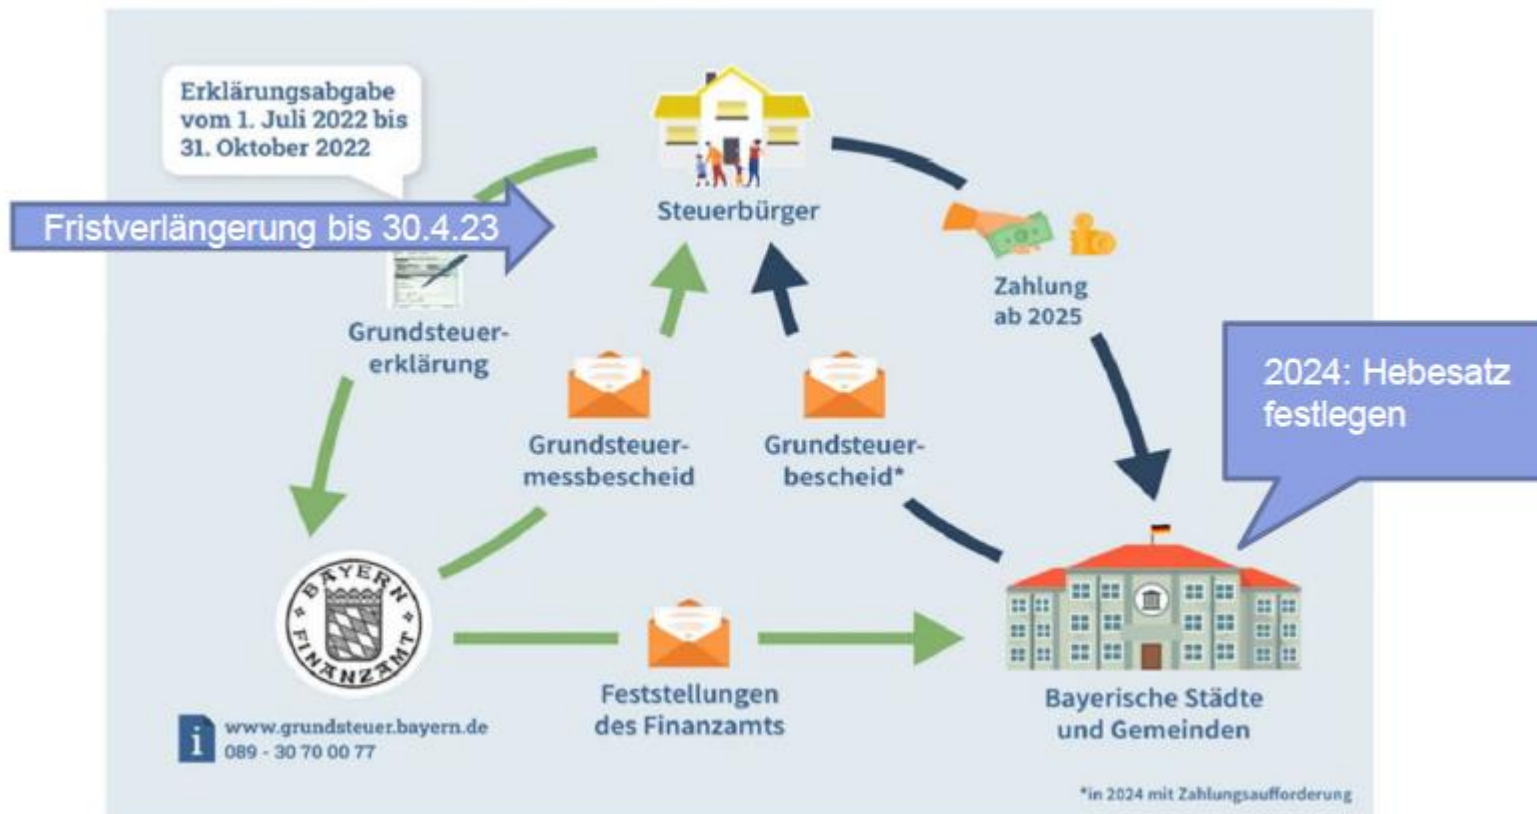 Erklärungsabgabe
vom 1. Juli 2022 bis
31. Oktober 2022
Fristverlängerung bis 30.4.23
Steuerbürger
Zahlung
ab 2025
Grundsteuer-
erklärung
2024: Hebesatz
festlegen
Grundsteuer-
messbescheid
Grundsteuer-
bescheid*
BAYERN
FINANZAMT
Feststellungen
des Finanzamts
Bayerische Städte
und Gemeinden
i
www.grundsteuer.bayern.de
089 - 30 70 00 77
*in 2024 mit Zahlungsaufforderung